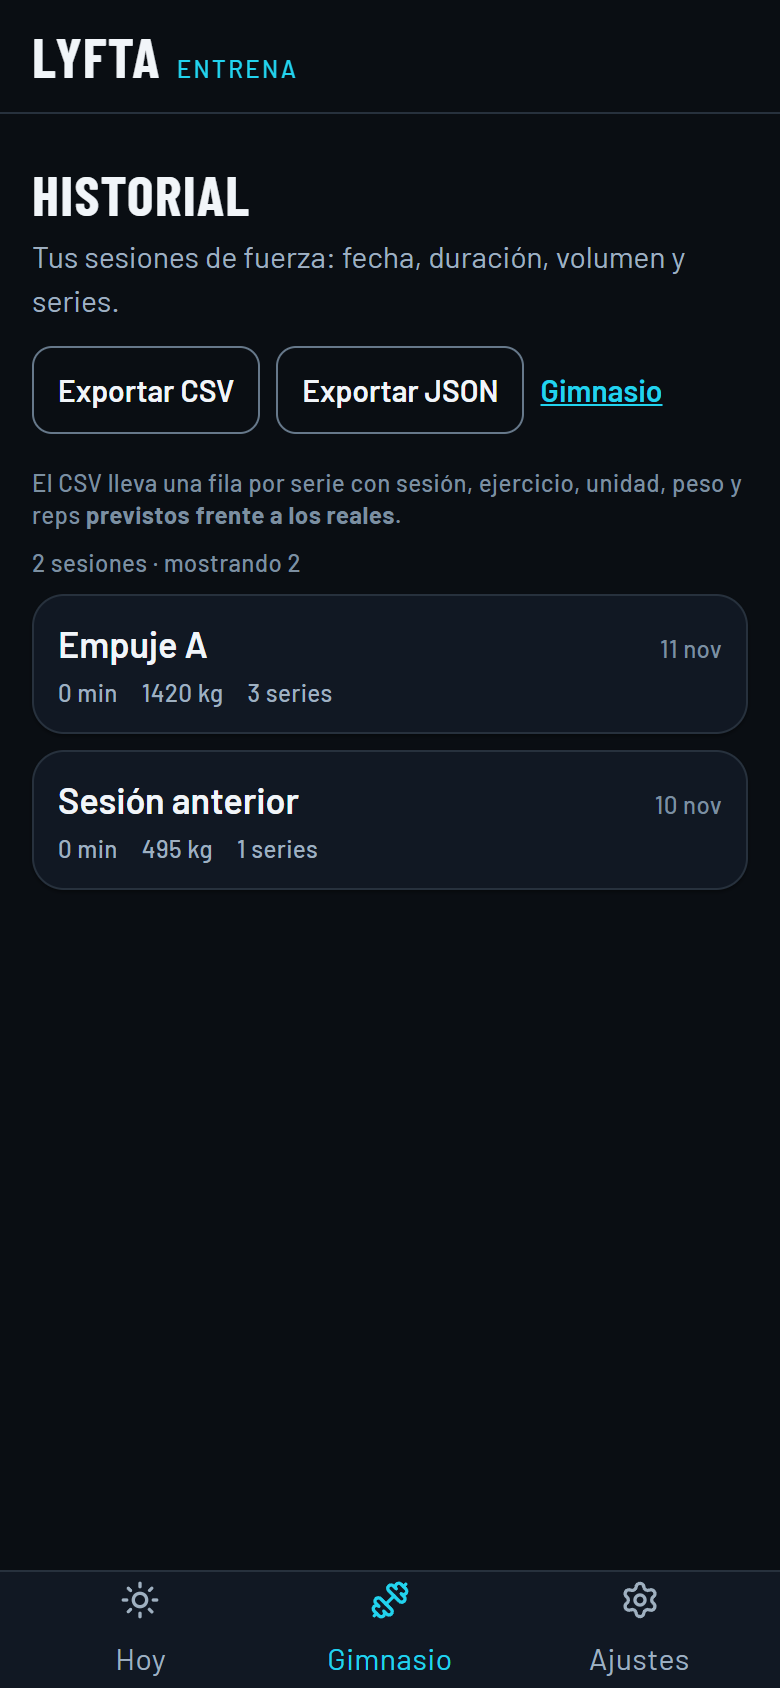 LYFTA ENTRENA
HISTORIAL
Tus sesiones de fuerza: fecha, duración, volumen y
series.
Exportar CSV Exportar JSON Gimnasio
El CSV lleva una fila por serie con sesión, ejercicio, unidad, peso y
reps previstos frente a los reales.
2 sesiones · mostrando 2
Empuje A 11 nov
0 min 1420 kg 3 series
Sesión anterior 10 nov
0 min 495 kg 1 series
Hoy Gimnasio Ajustes